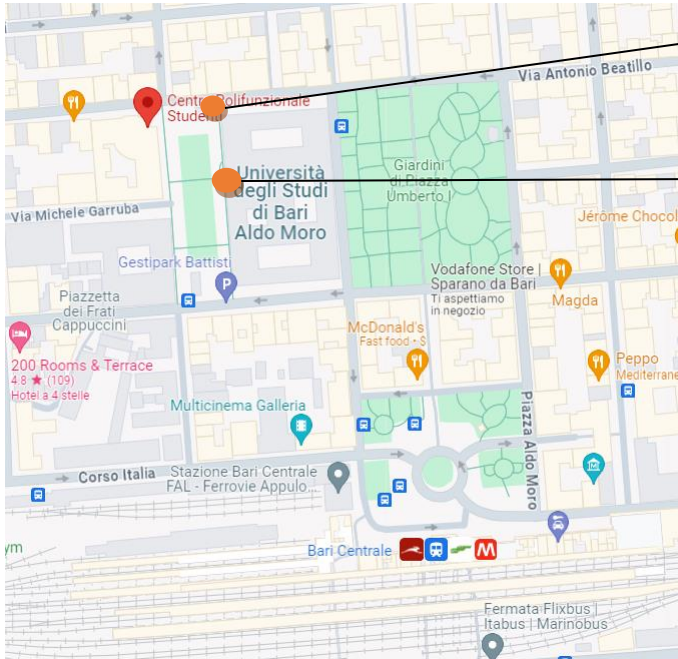 Via Antonio Beatillo
Centro Polifunzionale
Studenti
Giardini
di Piazza
Umberto I
Università
degli Studi
di Bari
Aldo Moro
Via Michele Garruba
Jérôme Chocol
Gestipark Battisti
P
Vodafone Store |
Sparano da Bari
Ti aspettiamo
in negozio
Magda
Piazzetta
dei Frati
Cappuccini
McDonald's
Fast food • $
200 Rooms & Terrace
4.8 ★ (109)
Hotel a 4 stelle
Peppo
Mediterrane
Multicinema Galleria
Piazza Aldo Moro
Corso Italia
Stazione Bari Centrale
FAL - Ferrovie Appulo...
Bari Centrale
M
ym
Fermata Flixbus |
Itabus | Marinobus